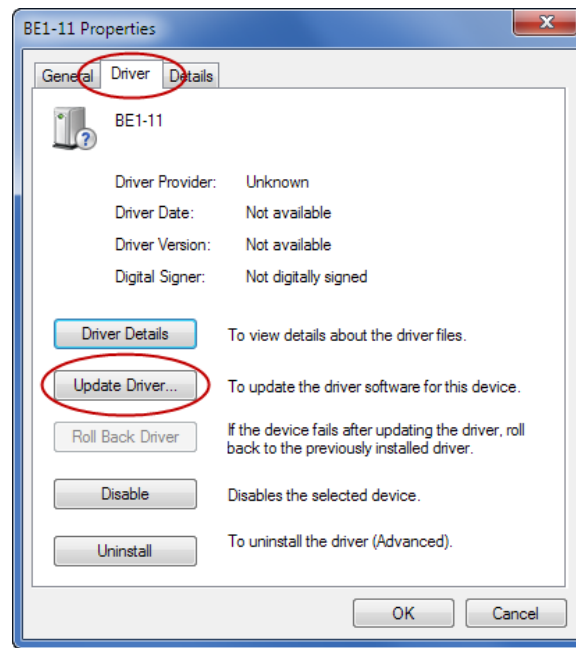 BE1-11 Properties
General Driver Details
BE1-11
Driver Provider: Unknown
Driver Date: Not available
Driver Version: Not available
Digital Signer: Not digitally signed
Driver Details To view details about the driver files.
Update Driver... To update the driver software for this device.
Roll Back Driver If the device fails after updating the driver, roll
back to the previously installed driver.
Disable Disables the selected device.
Uninstall To uninstall the driver (Advanced).
OK Cancel